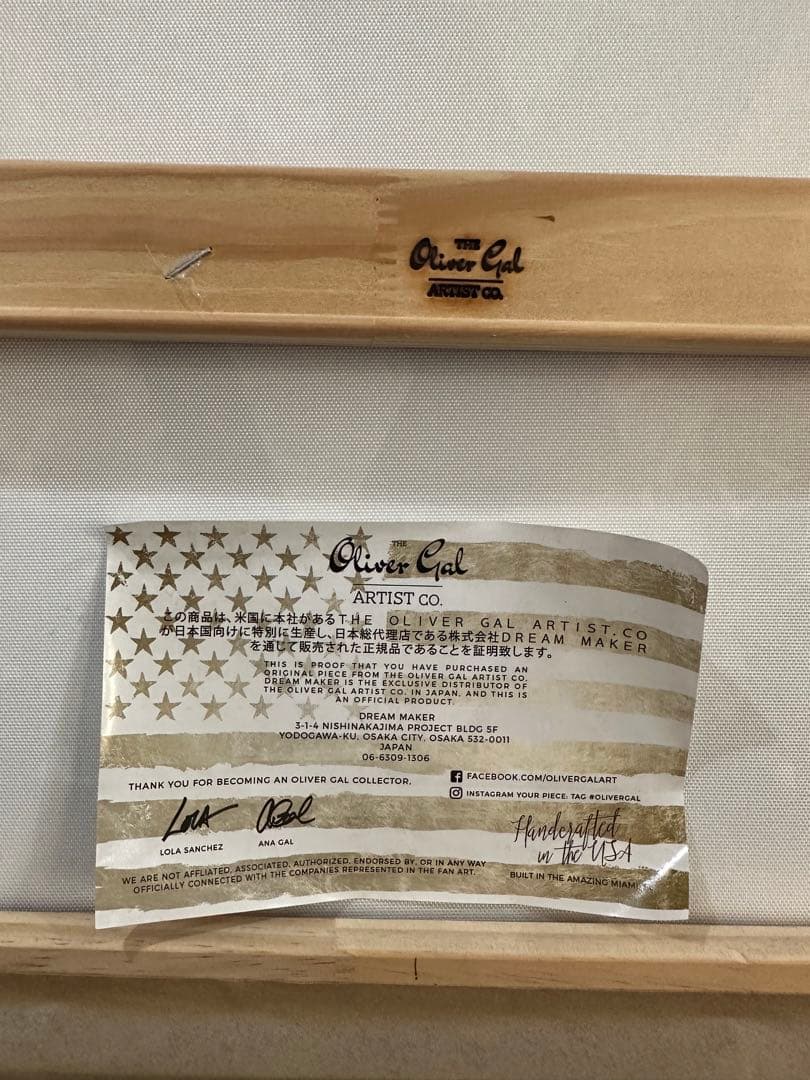 THE
Oliver Gal
ARTIST CO.
THE
Oliver Gal
ARTIST CO.
この商品は、米国に本社があるTHE OLIVER GAL ARTIST.CO
が日本国向けに特別に生産し、日本総代理店である株式会社DREAM MAKER
を通じて販売された正規品であることを証明致します。
THIS IS PROOF THAT YOU HAVE PURCHASED AN
ORIGINAL PIECE FROM THE OLIVER GAL ARTIST CO.
DREAM MAKER IS THE EXCLUSIVE DISTRIBUTOR OF
THE OLIVER GAL ARTIST CO. IN JAPAN, AND THIS IS
AN OFFICIAL PRODUCT.
DREAM MAKER
3-1-4 NISHINAKAJIMA PROJECT BLDG 5F
YODOGAWA-KU, OSAKA CITY, OSAKA 532-0011
JAPAN
06-6309-1306
THANK YOU FOR BECOMING AN OLIVER GAL COLLECTOR,
FACEBOOK.COM/OLIVERGALART
INSTAGRAM YOUR PIECE: TAG #OLIVERGAL
LOLA SANCHEZ
ANA GAL
Handcrafted
in the USA
BUILT IN THE AMAZING MIAMI
WE ARE NOT AFFILIATED, ASSOCIATED, AUTHORIZED, ENDORSED BY, OR IN ANY WAY
OFFICIALLY CONNECTED WITH THE COMPANIES REPRESENTED IN THE FAN ART.